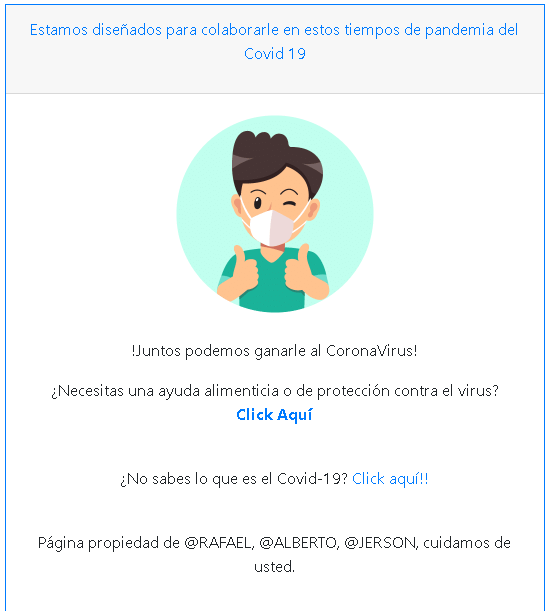 Estamos diseñados para colaborarle en estos tiempos de pandemia del
Covid 19
!Juntos podemos ganarle al CoronaVirus!
¿Necesitas una ayuda alimenticia o de protección contra el virus?
Click Aquí
¿No sabes lo que es el Covid-19? Click aquí!!
Página propiedad de @RAFAEL, @ALBERTO, @JERSON, cuidamos de
usted.